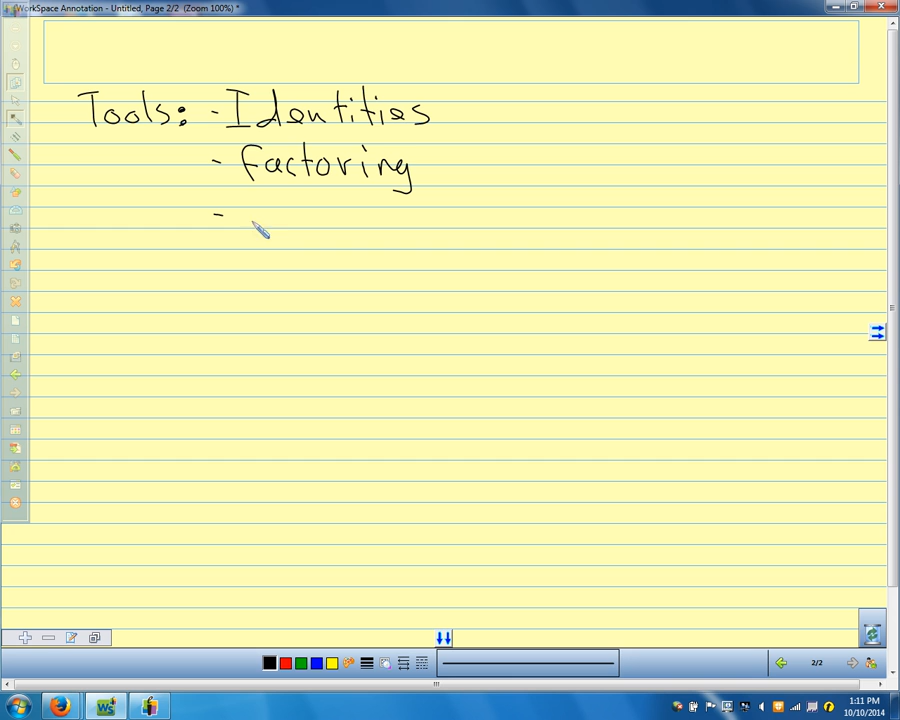 WorkSpace Annotation - Untitled, Page 2/2 (Zoom 100%) *
Tools: - Identities
- Factoring
-
2/2
1:11 PM
10/10/2014